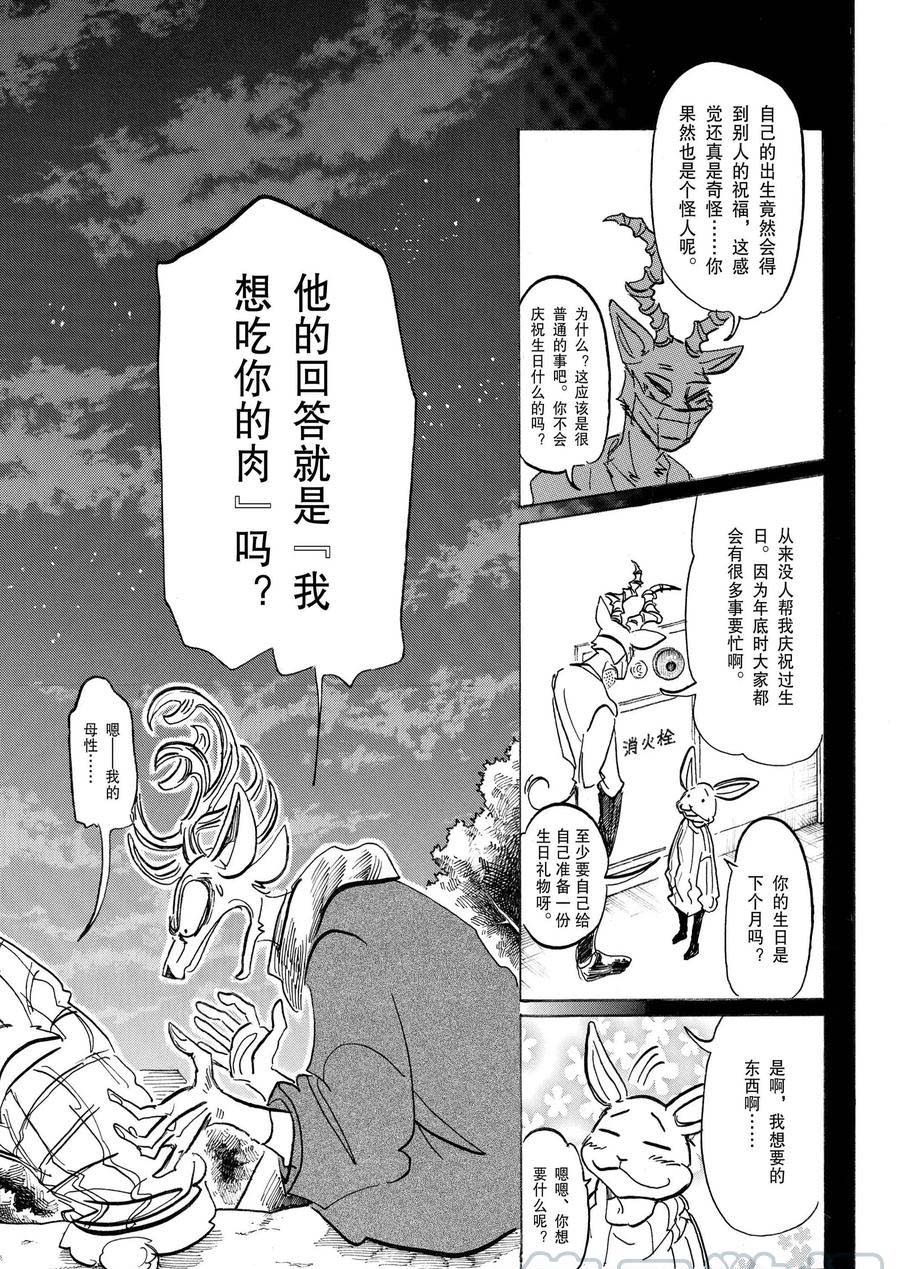 自己的出生竟然会得
到别人的祝福，这感
觉还真是奇怪……你
果然也是个怪人呢。
为什么？这应该是很
普通的事吧。你不会
庆祝生日什么的吗？
从来没人帮我庆祝过生
日。因为年底时大家都
会有很多事要忙啊。
消火栓
至少要自己给
自己准备一份
生日礼物呀。
你的生日是
下个月吗？
是啊，我想要的
东西啊……
嗯嗯、你想
要什么呢？
他的回答就是『我
想吃你的肉』吗？
嗯——我的
母性……